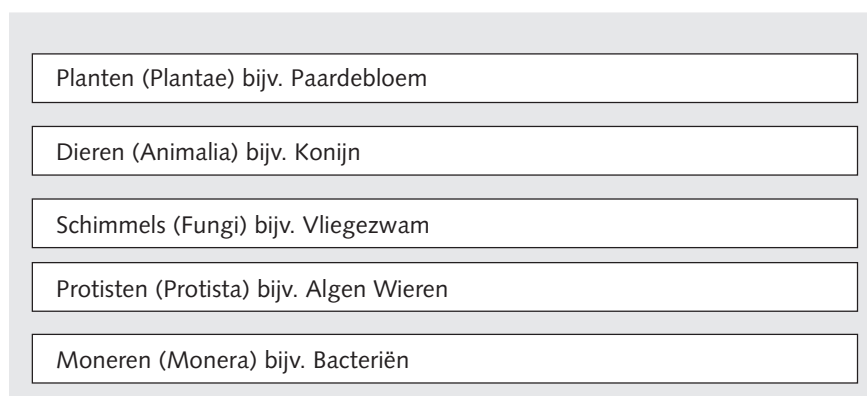 Planten (Plantae) bijv. Paardebloem
Dieren (Animalia) bijv. Konijn
Schimmels (Fungi) bijv. Vliegezwam
Protisten (Protista) bijv. Algen Wieren
Moneren (Monera) bijv. Bacteriën